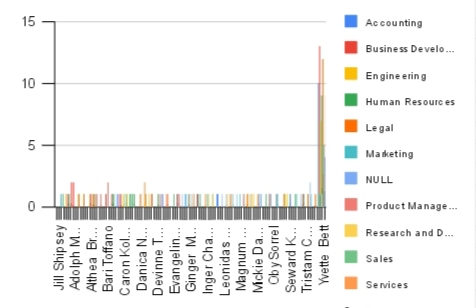 15
10
5
0
Jill Shipsey
Adolph M...
Althea Br...
Bari Toffano
Caron Kol...
Danica N...
Devinne T...
Evangelin...
Ginger M...
Inger Cha...
Leonidas ...
Magnum ...
Mickie Da...
Oby Sorrel
Seward K...
Tristam C...
Yvette Bett
Accounting
Business Develo...
Engineering
Human Resources
Legal
Marketing
NULL
Product Manage...
Research and D...
Sales
Services